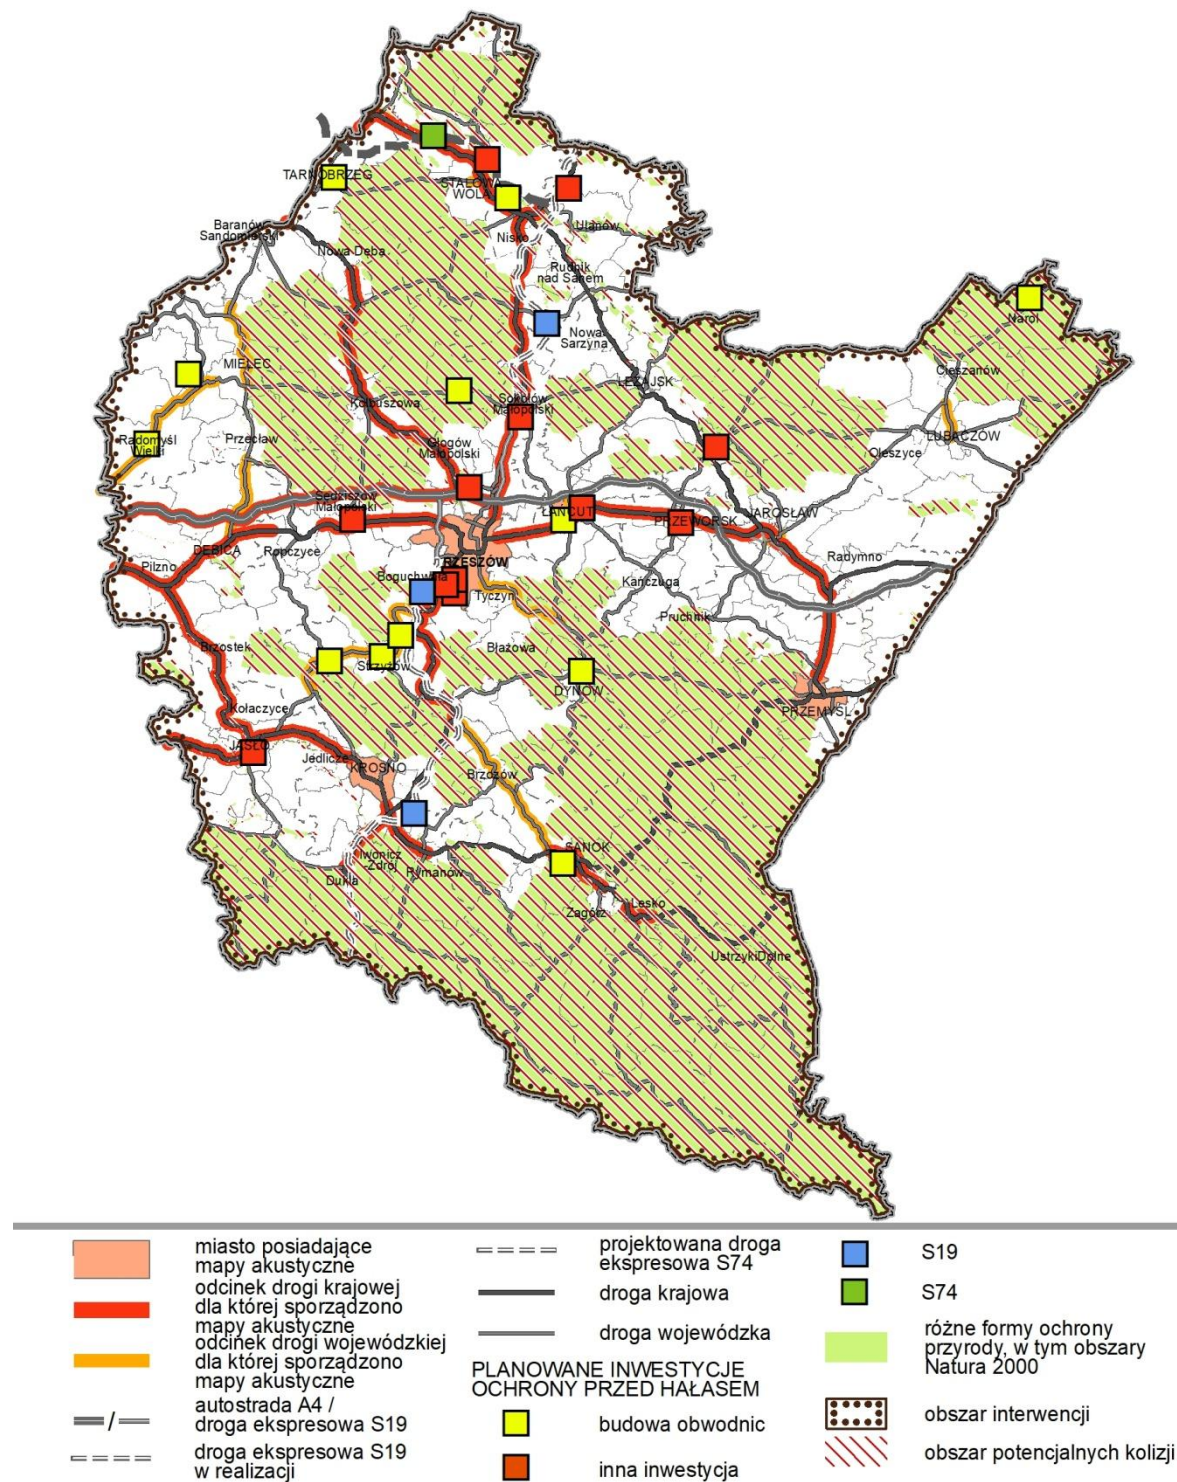 TARNOBRZEG
STALOWA
WOLA
Baranów
Sandomierski
Nowa Dęba
Nisko
Ulanów
Rudnik
nad Sanem
Nowa
Sarzyna
Narol
Cieszanów
MIELEC
LEŻAJSK
Kolbuszowa
Sokołów
Małopolski
Radomyśl
Wielki
Przecław
Głogów
Małopolski
LUBACZÓW
Oleszyce
Sędziszów
Małopolski
ŁAŃCUT
PRZEWORSK
JAROSŁAW
DĘBICA
Ropczyce
RZESZÓW
Radymno
Pilzno
Boguchwała
Tyczyn
Kańczuga
Pruchnik
Brzostek
Strzyżów
Błażowa
DYNÓW
PRZEMYŚL
Kołaczyce
JASŁO
Jedlicze
KROSNO
Brzozów
Iwonicz
-Zdrój
Rymanów
SANOK
Dukla
Zagórz
Lesko
UstrzykiDolne
miasto posiadające
mapy akustyczne
odcinek drogi krajowej
dla której sporządzono
mapy akustyczne
odcinek drogi wojewódzkiej
dla której sporządzono
mapy akustyczne
autostrada A4 /
droga ekspresowa S19
droga ekspresowa S19
w realizacji
projektowana droga
ekspresowa S74
droga krajowa
droga wojewódzka
PLANOWANE INWESTYCJE
OCHRONY PRZED HAŁASEM
budowa obwodnic
inna inwestycja
S19
S74
różne formy ochrony
przyrody, w tym obszary
Natura 2000
obszar interwencji
obszar potencjalnych kolizji